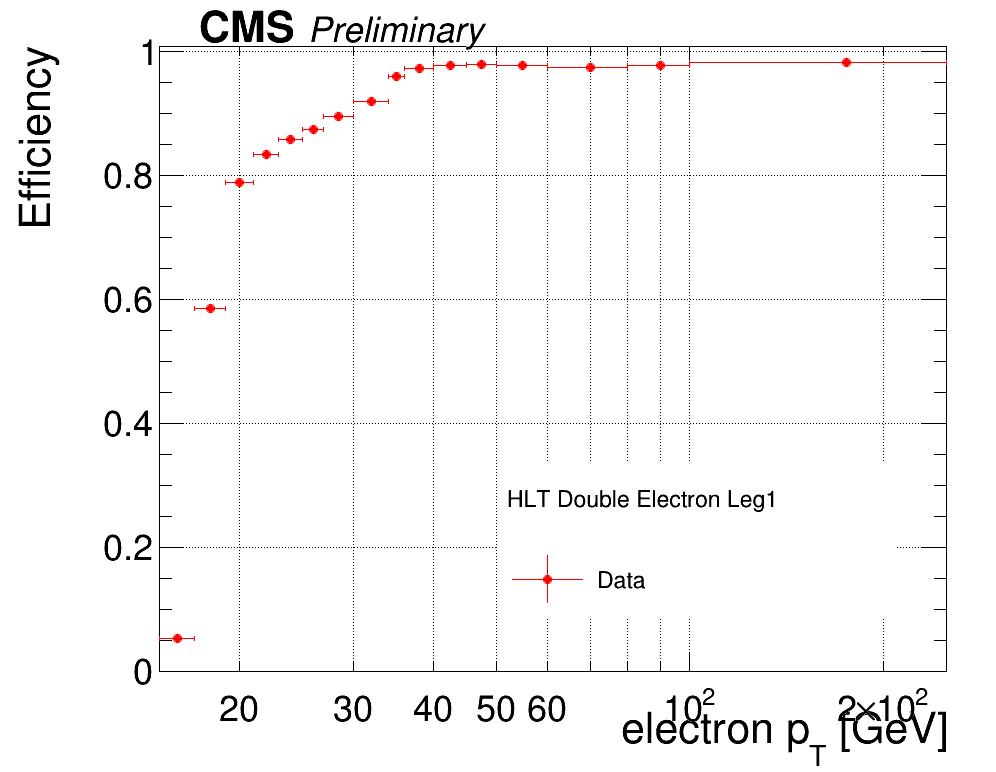 CMS Preliminary
Efficiency
1
0.8
0.6
0.4
0.2
0
HLT Double Electron Leg1
Data
20 30 40 50 60 10² 2×10²
electron p_T [GeV]